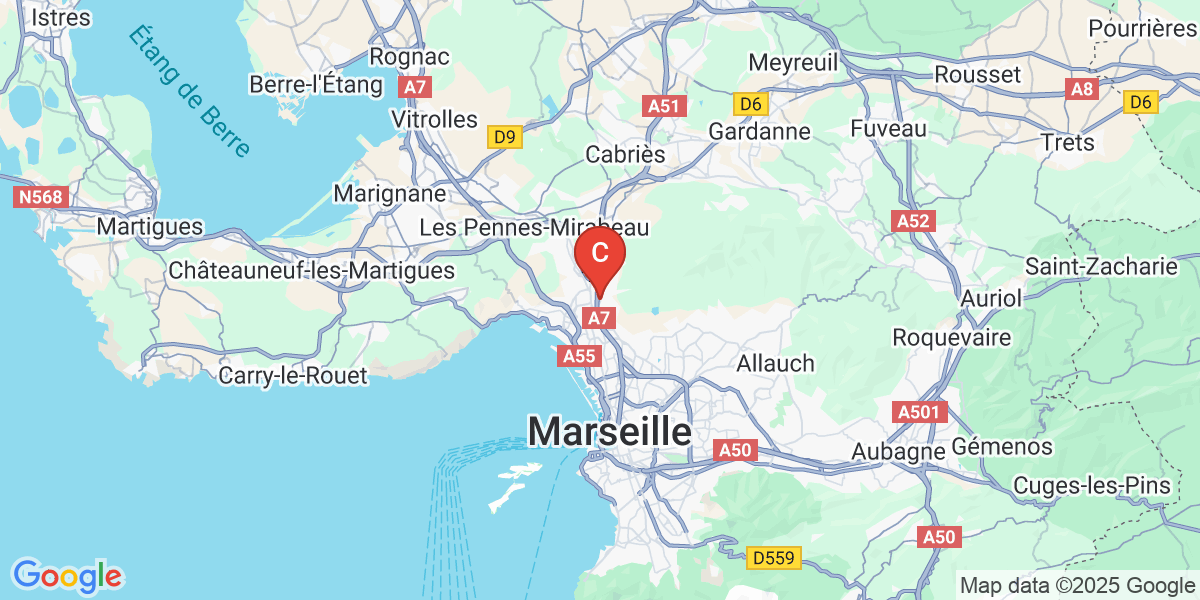 Istres
Pourrières
Étang de Berre
Rognac
Meyreuil
Rousset
Berre-l'Étang
A7
A8
A51
D6
D6
Vitrolles
D9
Gardanne
Fuveau
Cabriès
Trets
N568
Marignane
Martigues
Les Pennes-Mirabeau
A52
C
Châteauneuf-les-Martigues
Saint-Zacharie
Auriol
A7
Roquevaire
A55
Allauch
Carry-le-Rouet
A501
Marseille
A50
Aubagne
Gémenos
Cuges-les-Pins
A50
D559
Google
Map data ©2025 Google